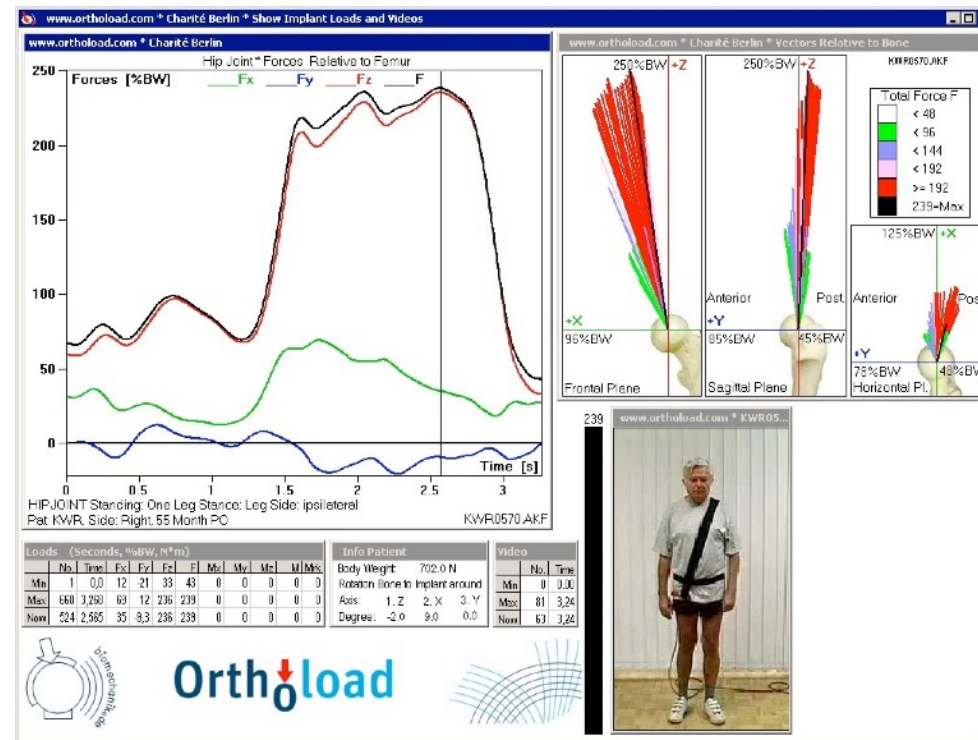 www.orthoload.com * Charité Berlin * Show Implant Loads and Videos
www.orthoload.com * Charité Berlin
Hip Joint * Forces Relative to Femur
Forces [%BW] Fx Fy Fz F
250
200
150
100
50
0
Time [s]
0 0.5 1 1.5 2 2.5 3
HIPJOINT Standing: One Leg Stance: Leg Side: ipsilateral
Pat: KWR, Side: Right, 55 Month PO KWR0570.AKF
www.orthoload.com * Charité Berlin * Vectors Relative to Bone
250%BW +Z
+X
96%BW
Frontal Plane
250%BW +Z
Anterior Post.
+Y
85%BW 45%BW
Sagittal Plane
KWR0570.AKF
Total Force F
< 48
< 96
< 144
< 192
>= 192
239=Max
125%BW +X
Anterior Pos
+Y
78%BW 48%BW
Horizontal Pl.
Loads (Seconds, %BW, N*m)
No. Time Fx Fy Fz F Mx My Mz M Mrk
Min 1 0,0 12 -21 33 43 0 0 0 0 0
Max 668 3,268 69 12 236 239 0 0 0 0 0
Now 524 2,565 35 -9,3 236 239 0 0 0 0 0
Info Patient
Body Weight: 702.0 N
Rotation Bone to Implant around
Axis: 1. Z 2. X 3. Y
Degree: -2.0 9.0 0.0
Video
No. Time
Min 0 0.00
Max 81 3,24
Now 63 3,24
239
www.orthoload.com * KWR05...
biomechanik.de
Orthoload